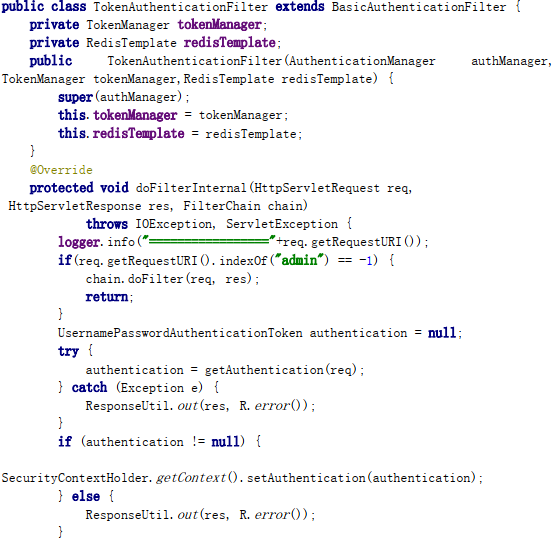 public class TokenAuthenticationFilter extends BasicAuthenticationFilter {
private TokenManager tokenManager;
private RedisTemplate redisTemplate;
public TokenAuthenticationFilter(AuthenticationManager authManager,
TokenManager tokenManager,RedisTemplate redisTemplate) {
super(authManager);
this.tokenManager = tokenManager;
this.redisTemplate = redisTemplate;
}
@Override
protected void doFilterInternal(HttpServletRequest req,
HttpServletResponse res, FilterChain chain)
throws IOException, ServletException {
logger.info("================="+req.getRequestURI());
if(req.getRequestURI().indexOf("admin") == -1) {
chain.doFilter(req, res);
return;
}
UsernamePasswordAuthenticationToken authentication = null;
try {
authentication = getAuthentication(req);
} catch (Exception e) {
ResponseUtil.out(res, R.error());
}
if (authentication != null) {
SecurityContextHolder.getContext().setAuthentication(authentication);
} else {
ResponseUtil.out(res, R.error());
}